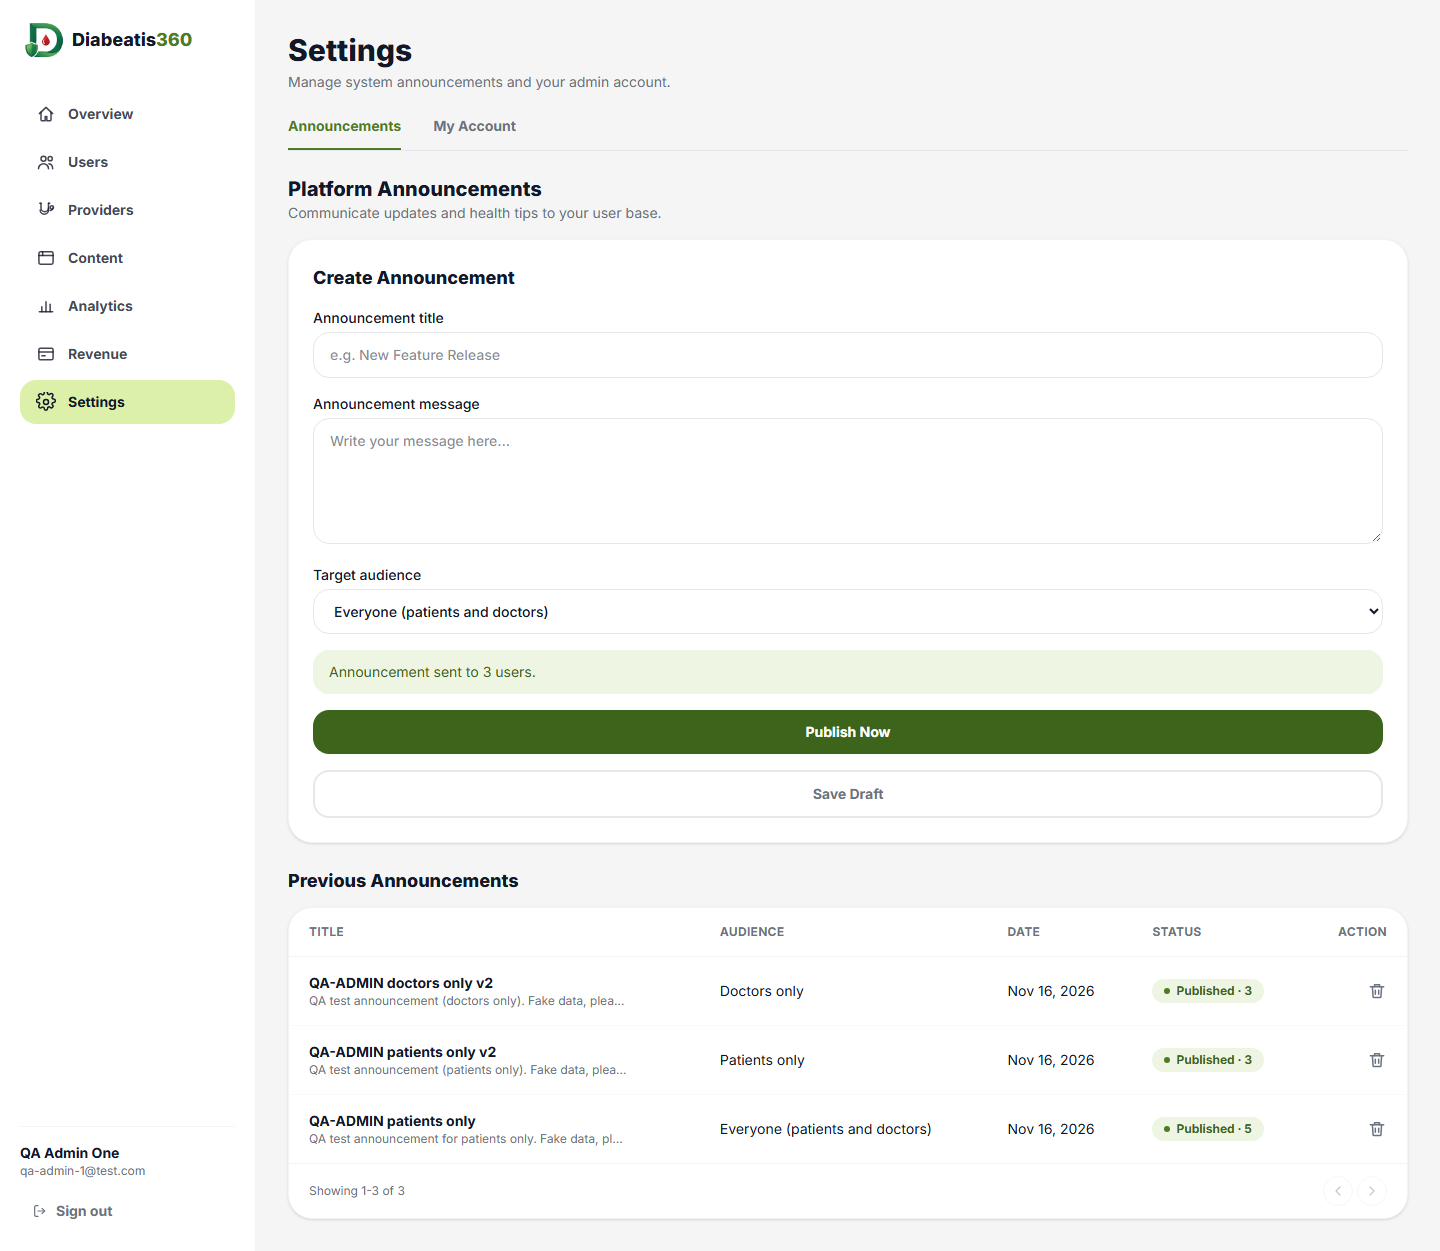 Diabeatis360
Overview
Users
Providers
Content
Analytics
Revenue
Settings
QA Admin One
qa-admin-1@test.com
Sign out
Settings
Manage system announcements and your admin account.
Announcements My Account
Platform Announcements
Communicate updates and health tips to your user base.
Create Announcement
Announcement title
e.g. New Feature Release
Announcement message
Write your message here...
Target audience
Everyone (patients and doctors)
Announcement sent to 3 users.
Publish Now
Save Draft
Previous Announcements
TITLE AUDIENCE DATE STATUS ACTION
QA-ADMIN doctors only v2
QA test announcement (doctors only). Fake data, plea...
Doctors only Nov 16, 2026 Published · 3
QA-ADMIN patients only v2
QA test announcement (patients only). Fake data, plea...
Patients only Nov 16, 2026 Published · 3
QA-ADMIN patients only
QA test announcement for patients only. Fake data, pl...
Everyone (patients and doctors) Nov 16, 2026 Published · 5
Showing 1-3 of 3